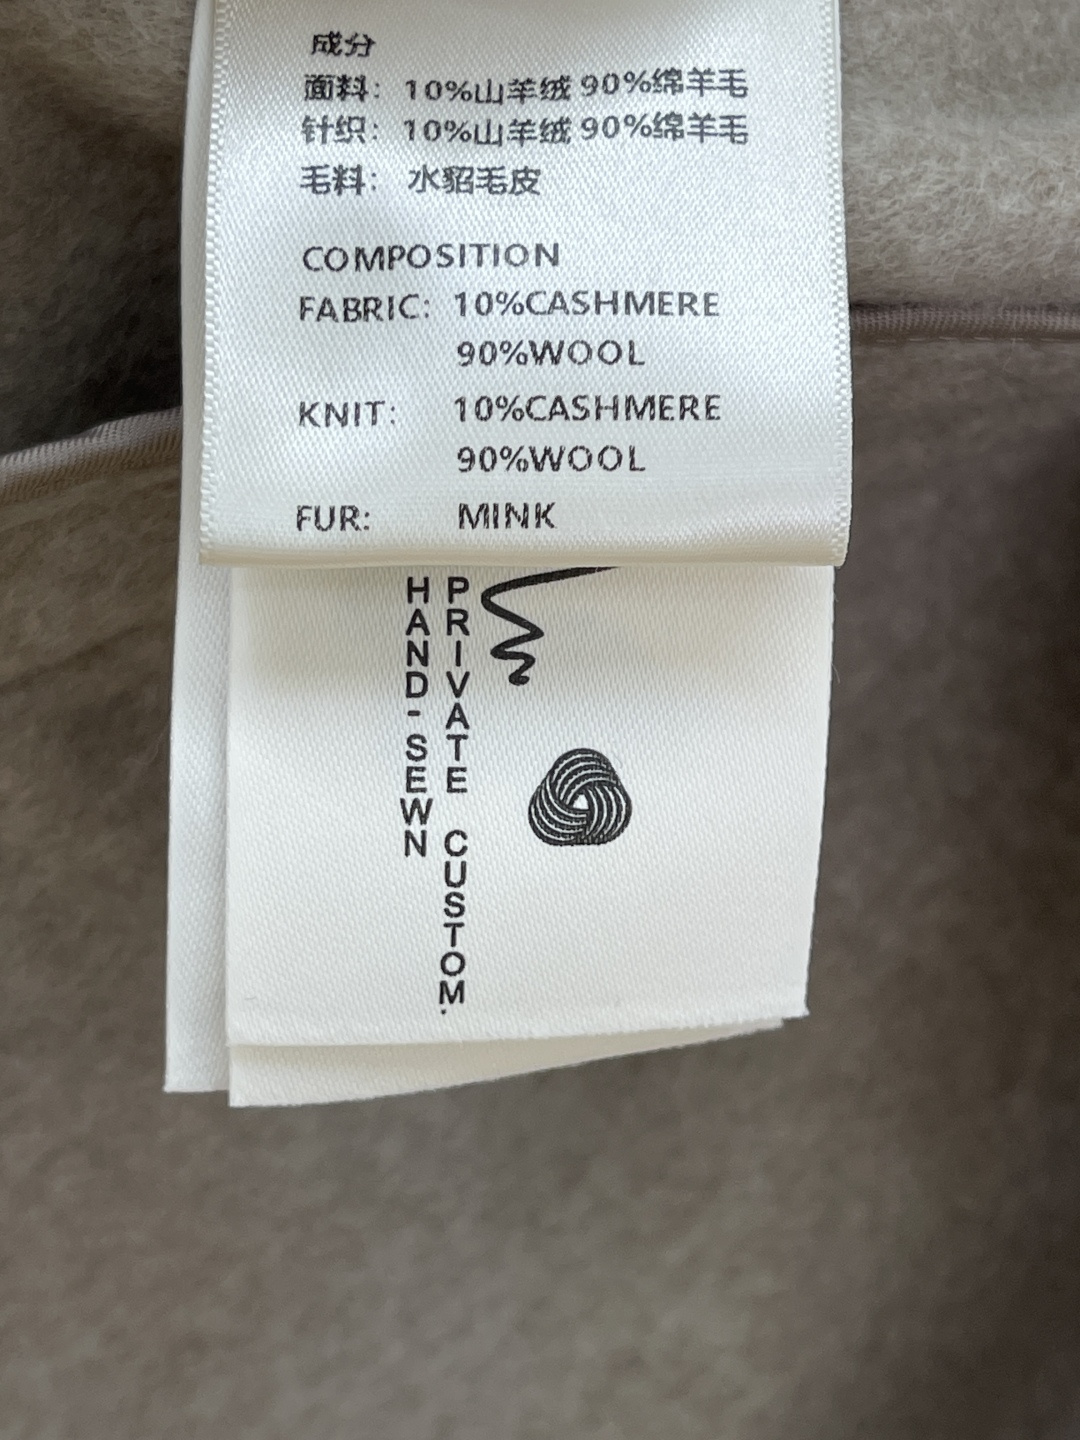 成分
面料： 10%山羊绒 90%绵羊毛
针织： 10%山羊绒 90%绵羊毛
毛料： 水貂毛皮
COMPOSITION
FABRIC: 10%CASHMERE
90%WOOL
KNIT: 10%CASHMERE
90%WOOL
FUR: MINK
HAND-SEWN
PRIVATE CUSTOM.